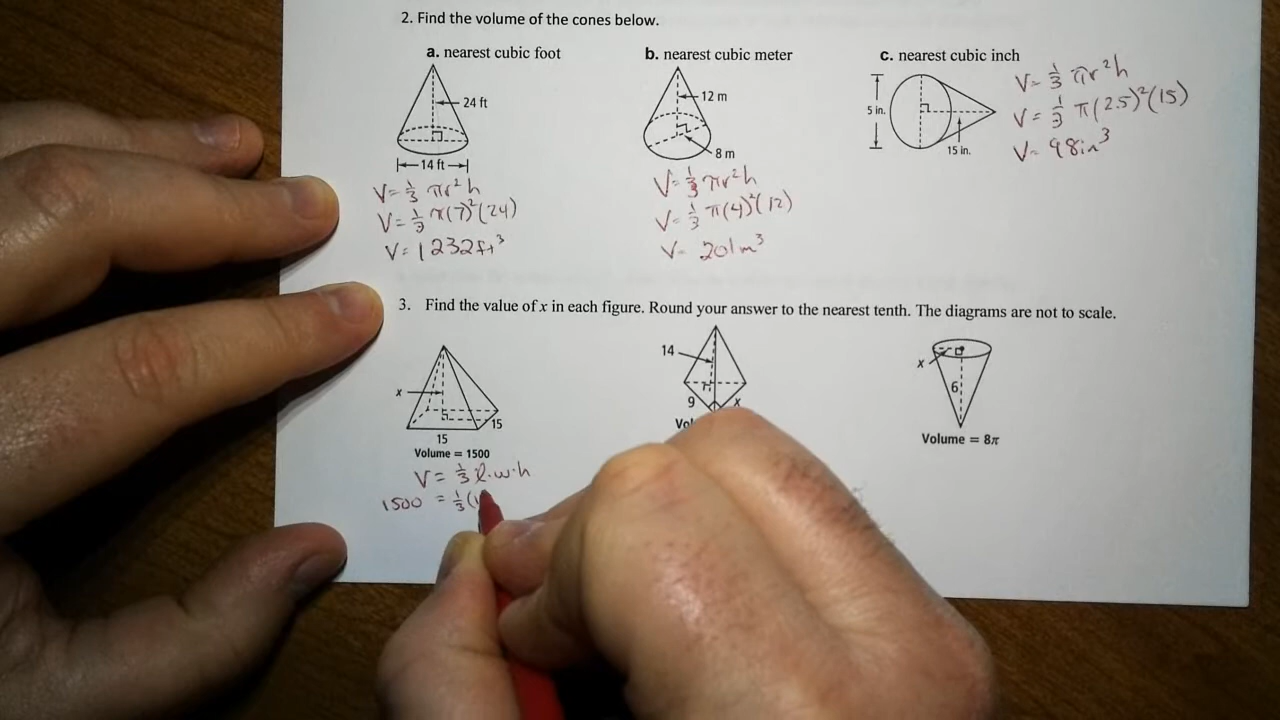 2. Find the volume of the cones below.
a. nearest cubic foot
24 ft
14 ft
V = 1/3 πr²h
V = 1/3 π(7)²(24)
V = 1232ft³
b. nearest cubic meter
12 m
8 m
V = 1/3 πr²h
V = 1/3 π(4)²(12)
V = 201m³
c. nearest cubic inch
5 in.
15 in.
V = 1/3 πr²h
V = 1/3 π(2.5)²(15)
V = 98in³
3. Find the value of x in each figure. Round your answer to the nearest tenth. The diagrams are not to scale.
x
15
15
Volume = 1500
V = 1/3 l·w·h
1500 = 1/3 (1
14
9
x
x
6
Volume = 8π